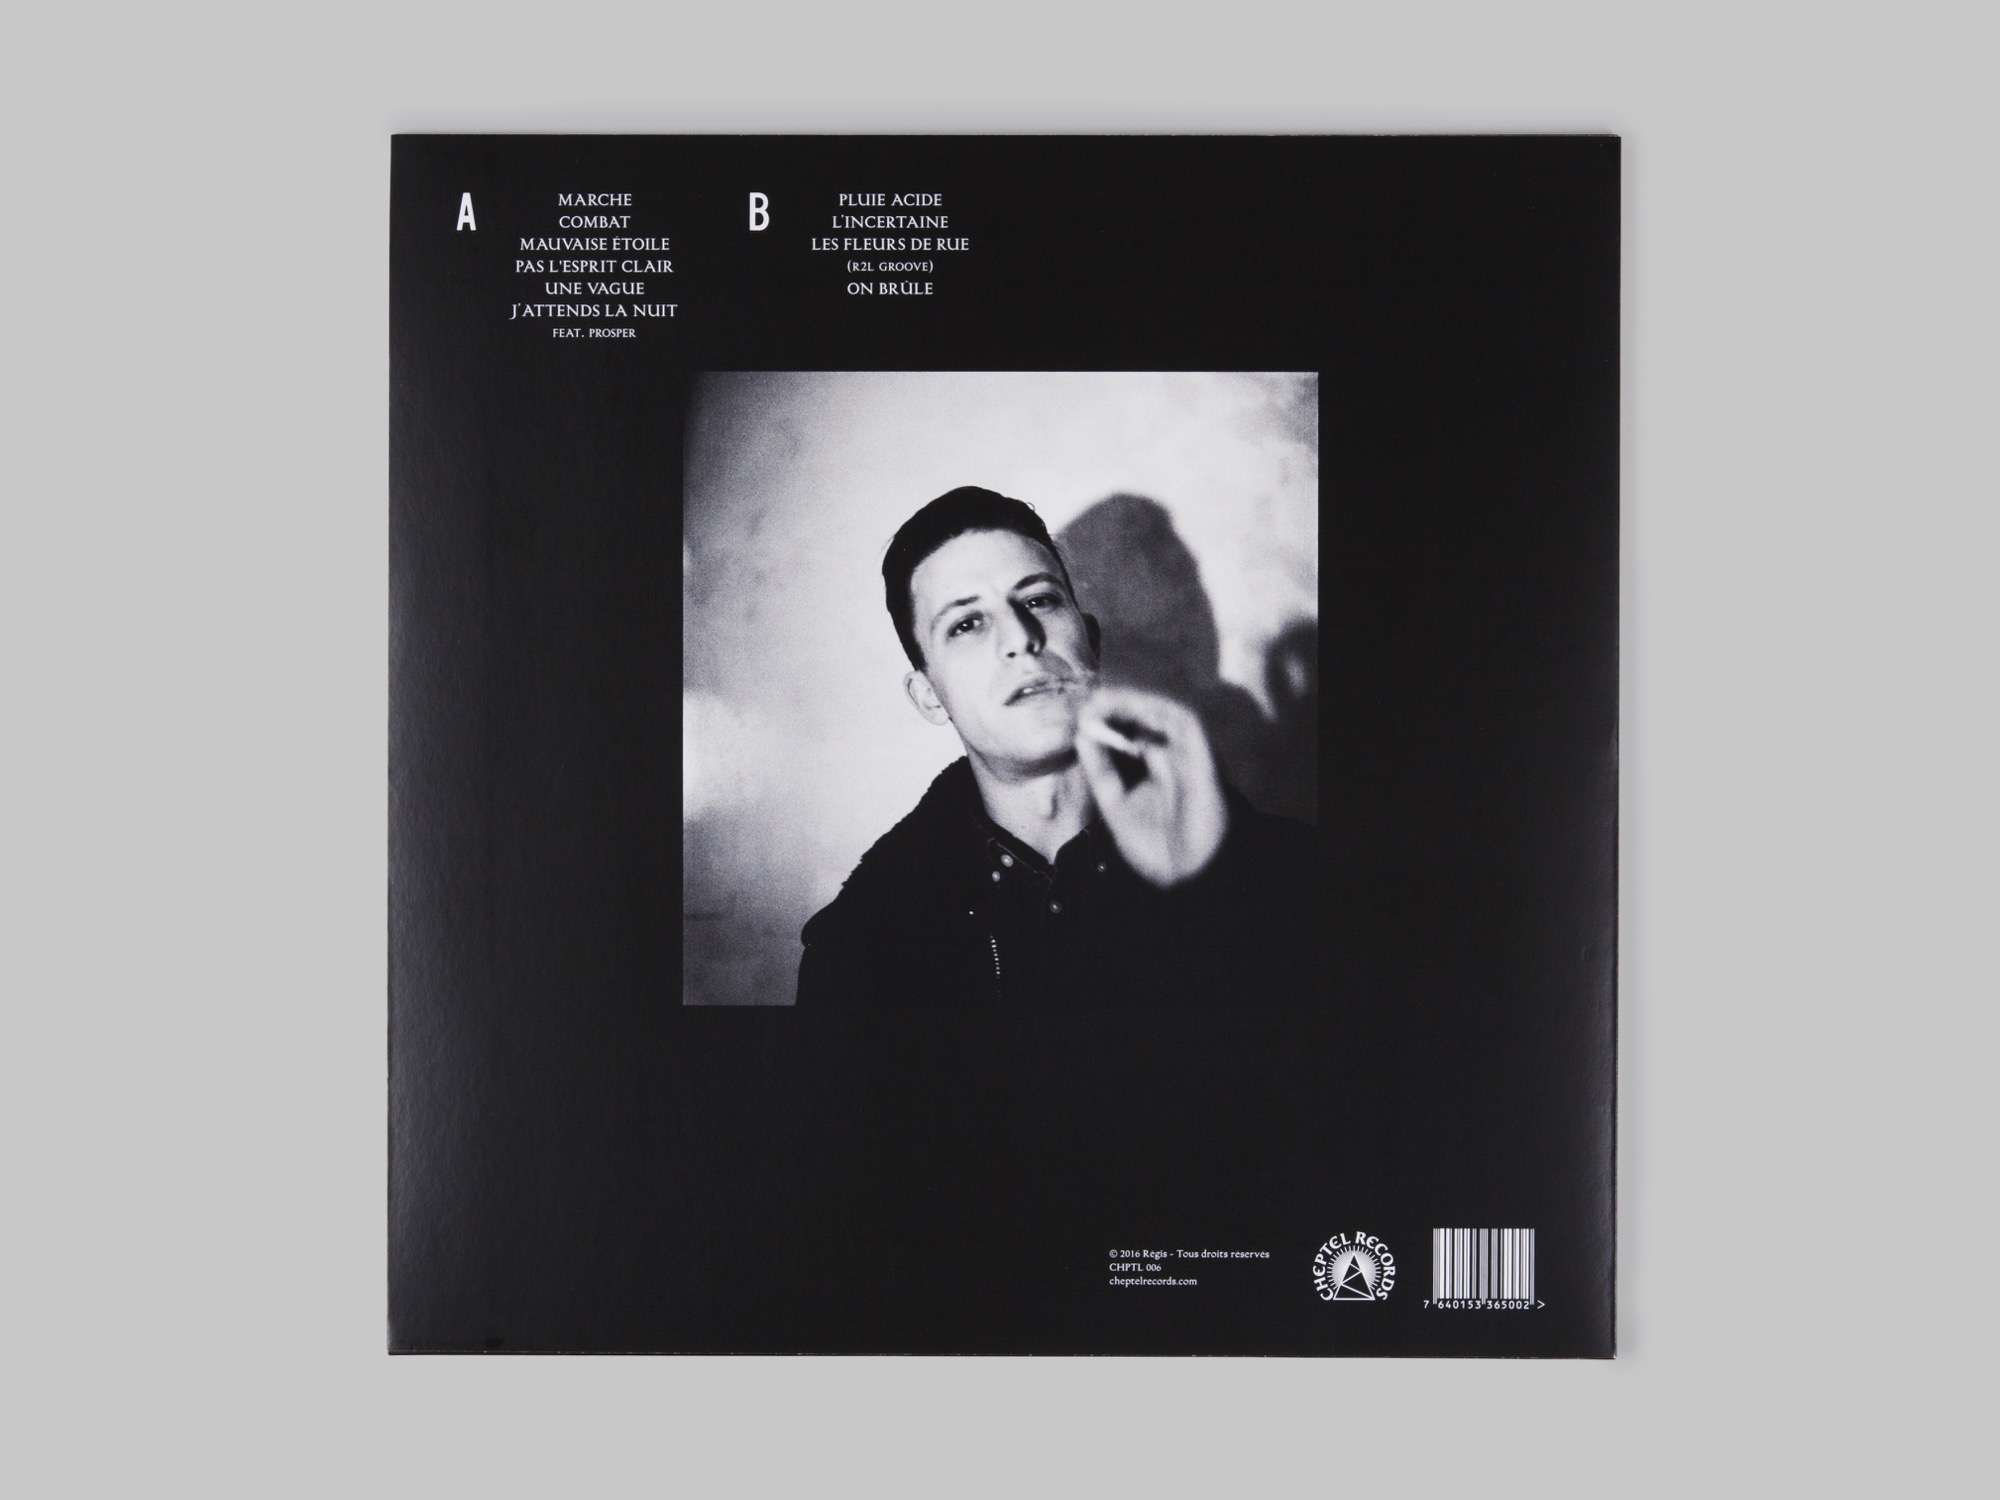 A
MARCHE
COMBAT
MAUVAISE ÉTOILE
PAS L'ESPRIT CLAIR
UNE VAGUE
J'ATTENDS LA NUIT
FEAT. PROSPER
B
PLUIE ACIDE
L'INCERTAINE
LES FLEURS DE RUE
(R2L GROOVE)
ON BRÛLE
© 2016 Régis - Tous droits réservés
CHPTL 006
cheptelrecords.com
CHEPTEL RECORDS
7 640153 365002 >